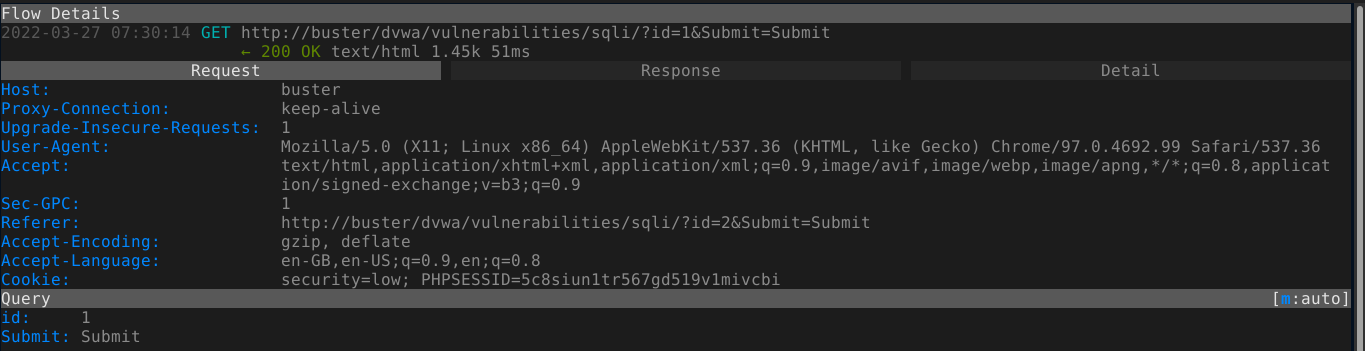 Flow Details
2022-03-27 07:30:14 GET http://buster/dvwa/vulnerabilities/sqli/?id=1&Submit=Submit
← 200 OK text/html 1.45k 51ms
Request Response Detail
Host: buster
Proxy-Connection: keep-alive
Upgrade-Insecure-Requests: 1
User-Agent: Mozilla/5.0 (X11; Linux x86_64) AppleWebKit/537.36 (KHTML, like Gecko) Chrome/97.0.4692.99 Safari/537.36
Accept: text/html,application/xhtml+xml,application/xml;q=0.9,image/avif,image/webp,image/apng,*/*;q=0.8,applicat
ion/signed-exchange;v=b3;q=0.9
Sec-GPC: 1
Referer: http://buster/dvwa/vulnerabilities/sqli/?id=2&Submit=Submit
Accept-Encoding: gzip, deflate
Accept-Language: en-GB,en-US;q=0.9,en;q=0.8
Cookie: security=low; PHPSESSID=5c8siun1tr567gd519v1mivcbi
Query [m:auto]
id: 1
Submit: Submit